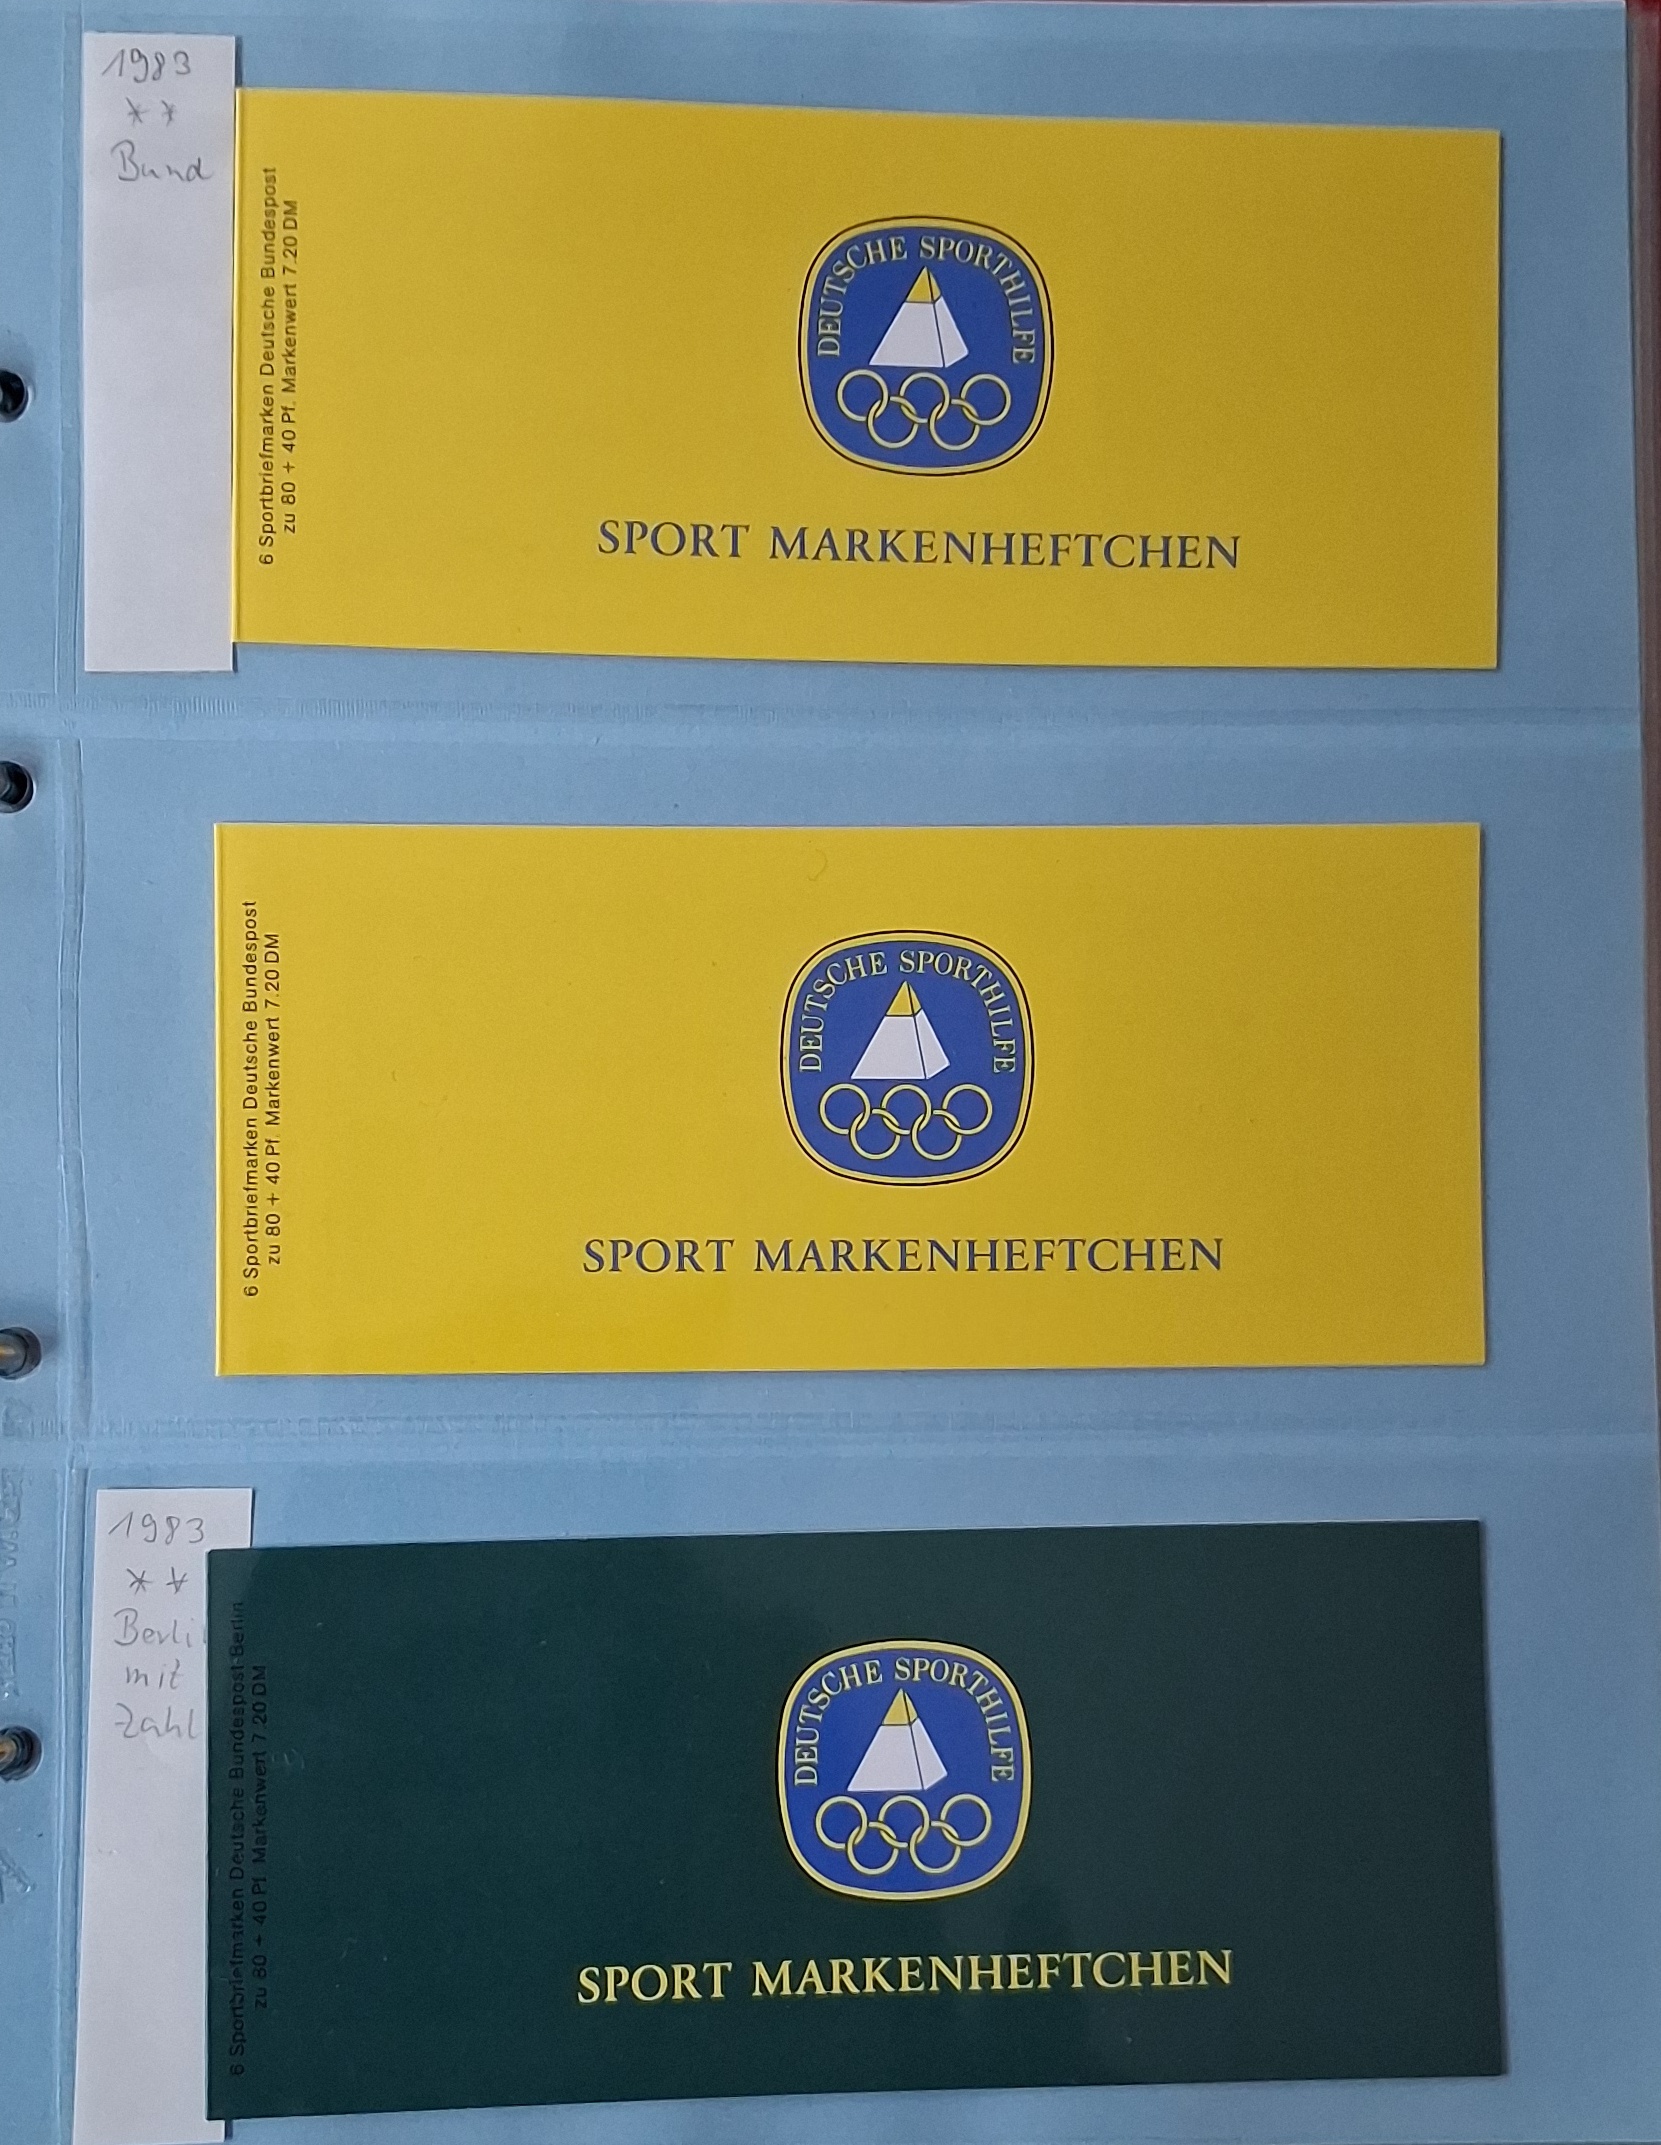 1983
* *
Bund
6 Sportbriefmarken Deutsche Bundespost
zu 80 + 40 Pf. Markenwert 7.20 DM
DEUTSCHE SPORTHILFE
SPORT MARKENHEFTCHEN
6 Sportbriefmarken Deutsche Bundespost
zu 80 + 40 Pf. Markenwert 7.20 DM
DEUTSCHE SPORTHILFE
SPORT MARKENHEFTCHEN
1983
* *
Berli
mit
Zahl
6 Sportbriefmarken Deutsche Bundespost Berlin
zu 80 + 40 Pf. Markenwert 7.20 DM
DEUTSCHE SPORTHILFE
SPORT MARKENHEFTCHEN